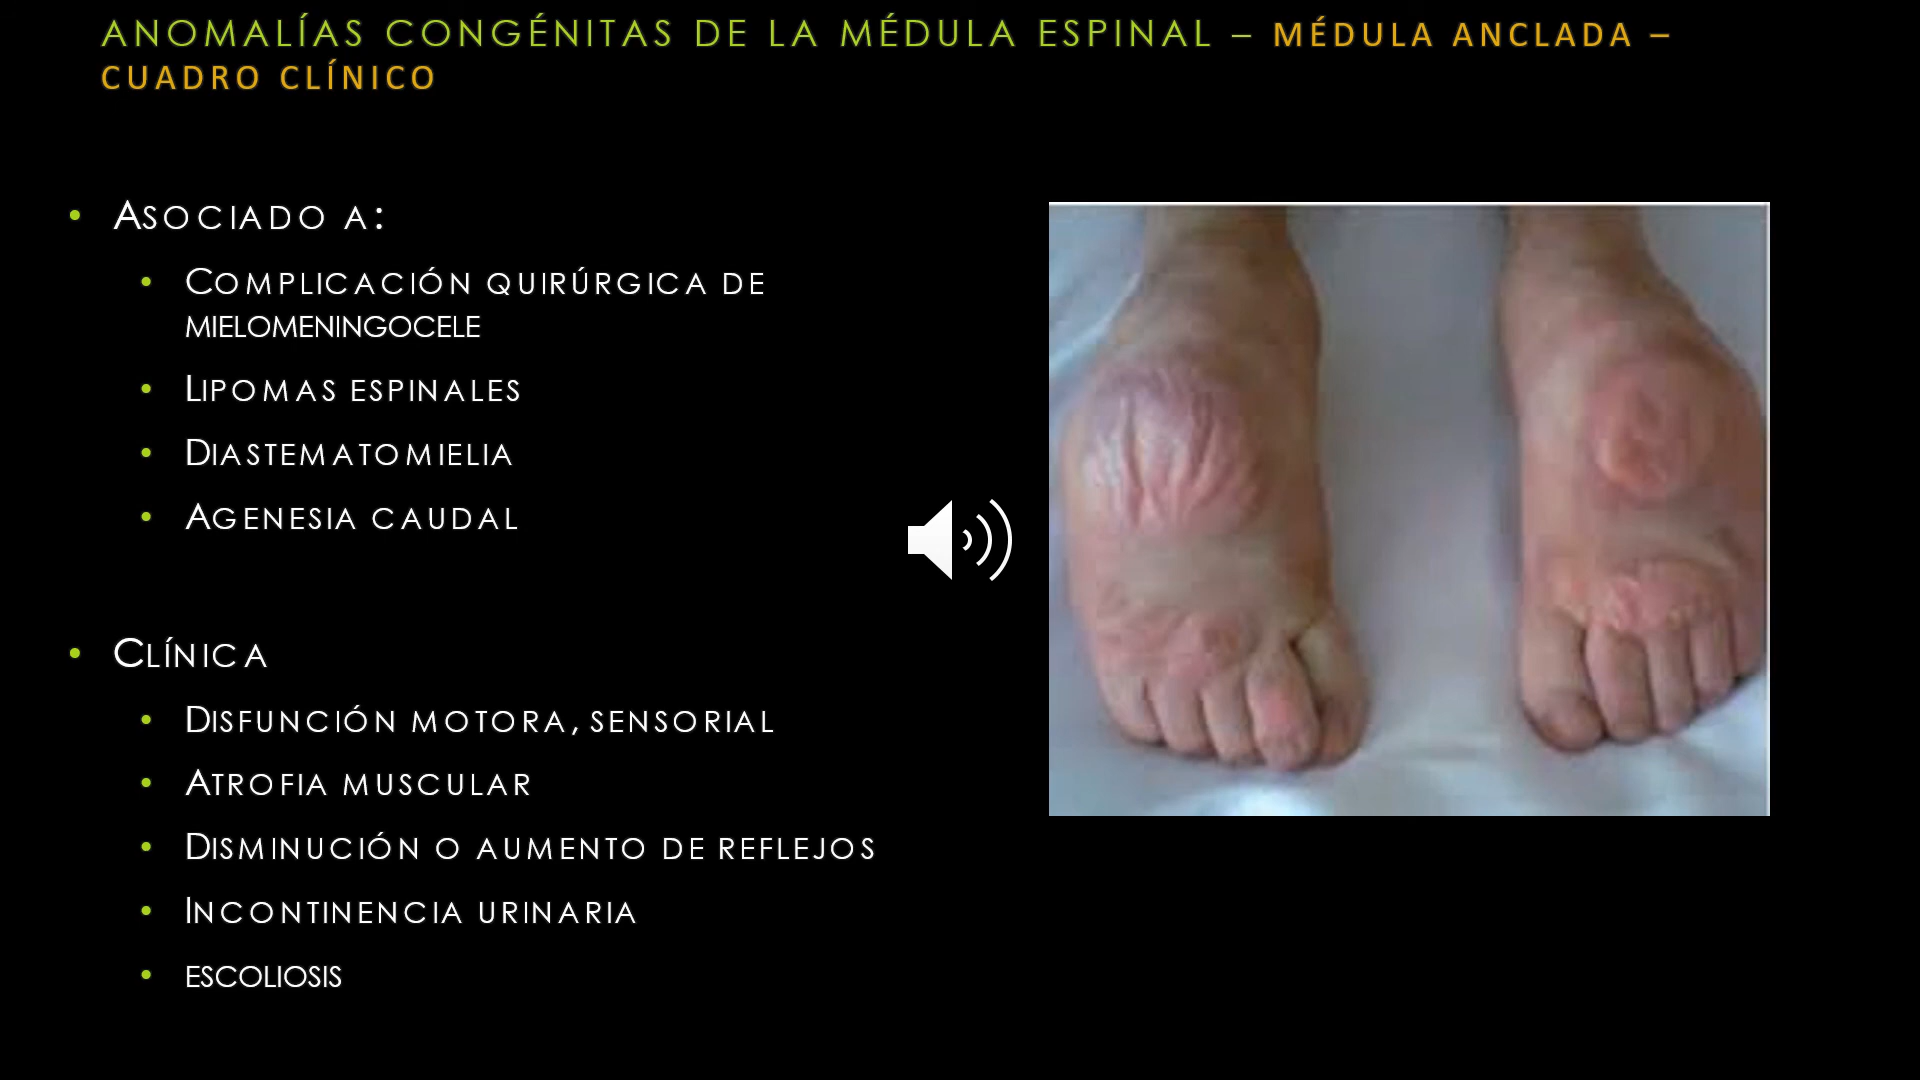 ANOMALÍAS CONGÉNITAS DE LA MÉDULA ESPINAL – MÉDULA ANCLADA –
CUADRO CLÍNICO
• ASOCIADO A:
• COMPLICACIÓN QUIRÚRGICA DE
MIELOMENINGOCELE
• LIPOMAS ESPINALES
• DIASTEMATOMIELIA
• AGENESIA CAUDAL
• CLÍNICA
• DISFUNCIÓN MOTORA, SENSORIAL
• ATROFIA MUSCULAR
• DISMINUCIÓN O AUMENTO DE REFLEJOS
• INCONTINENCIA URINARIA
• ESCOLIOSIS